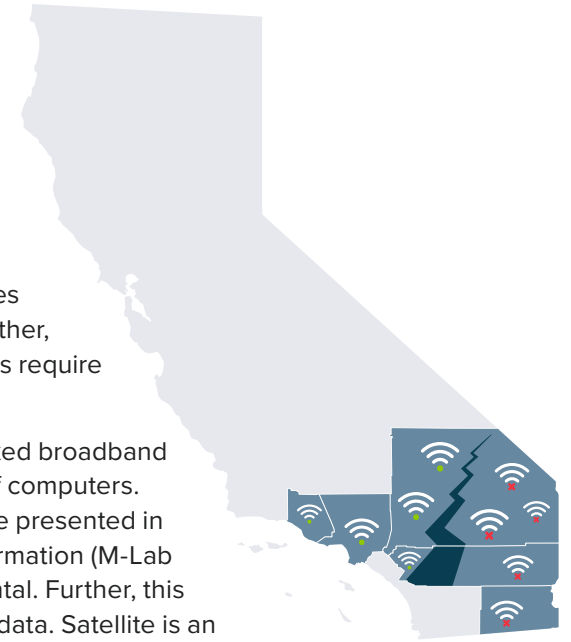 es
ther,
s require
ted broadband
f computers.
e presented in
rmation (M-Lab
tal. Further, this
data. Satellite is an